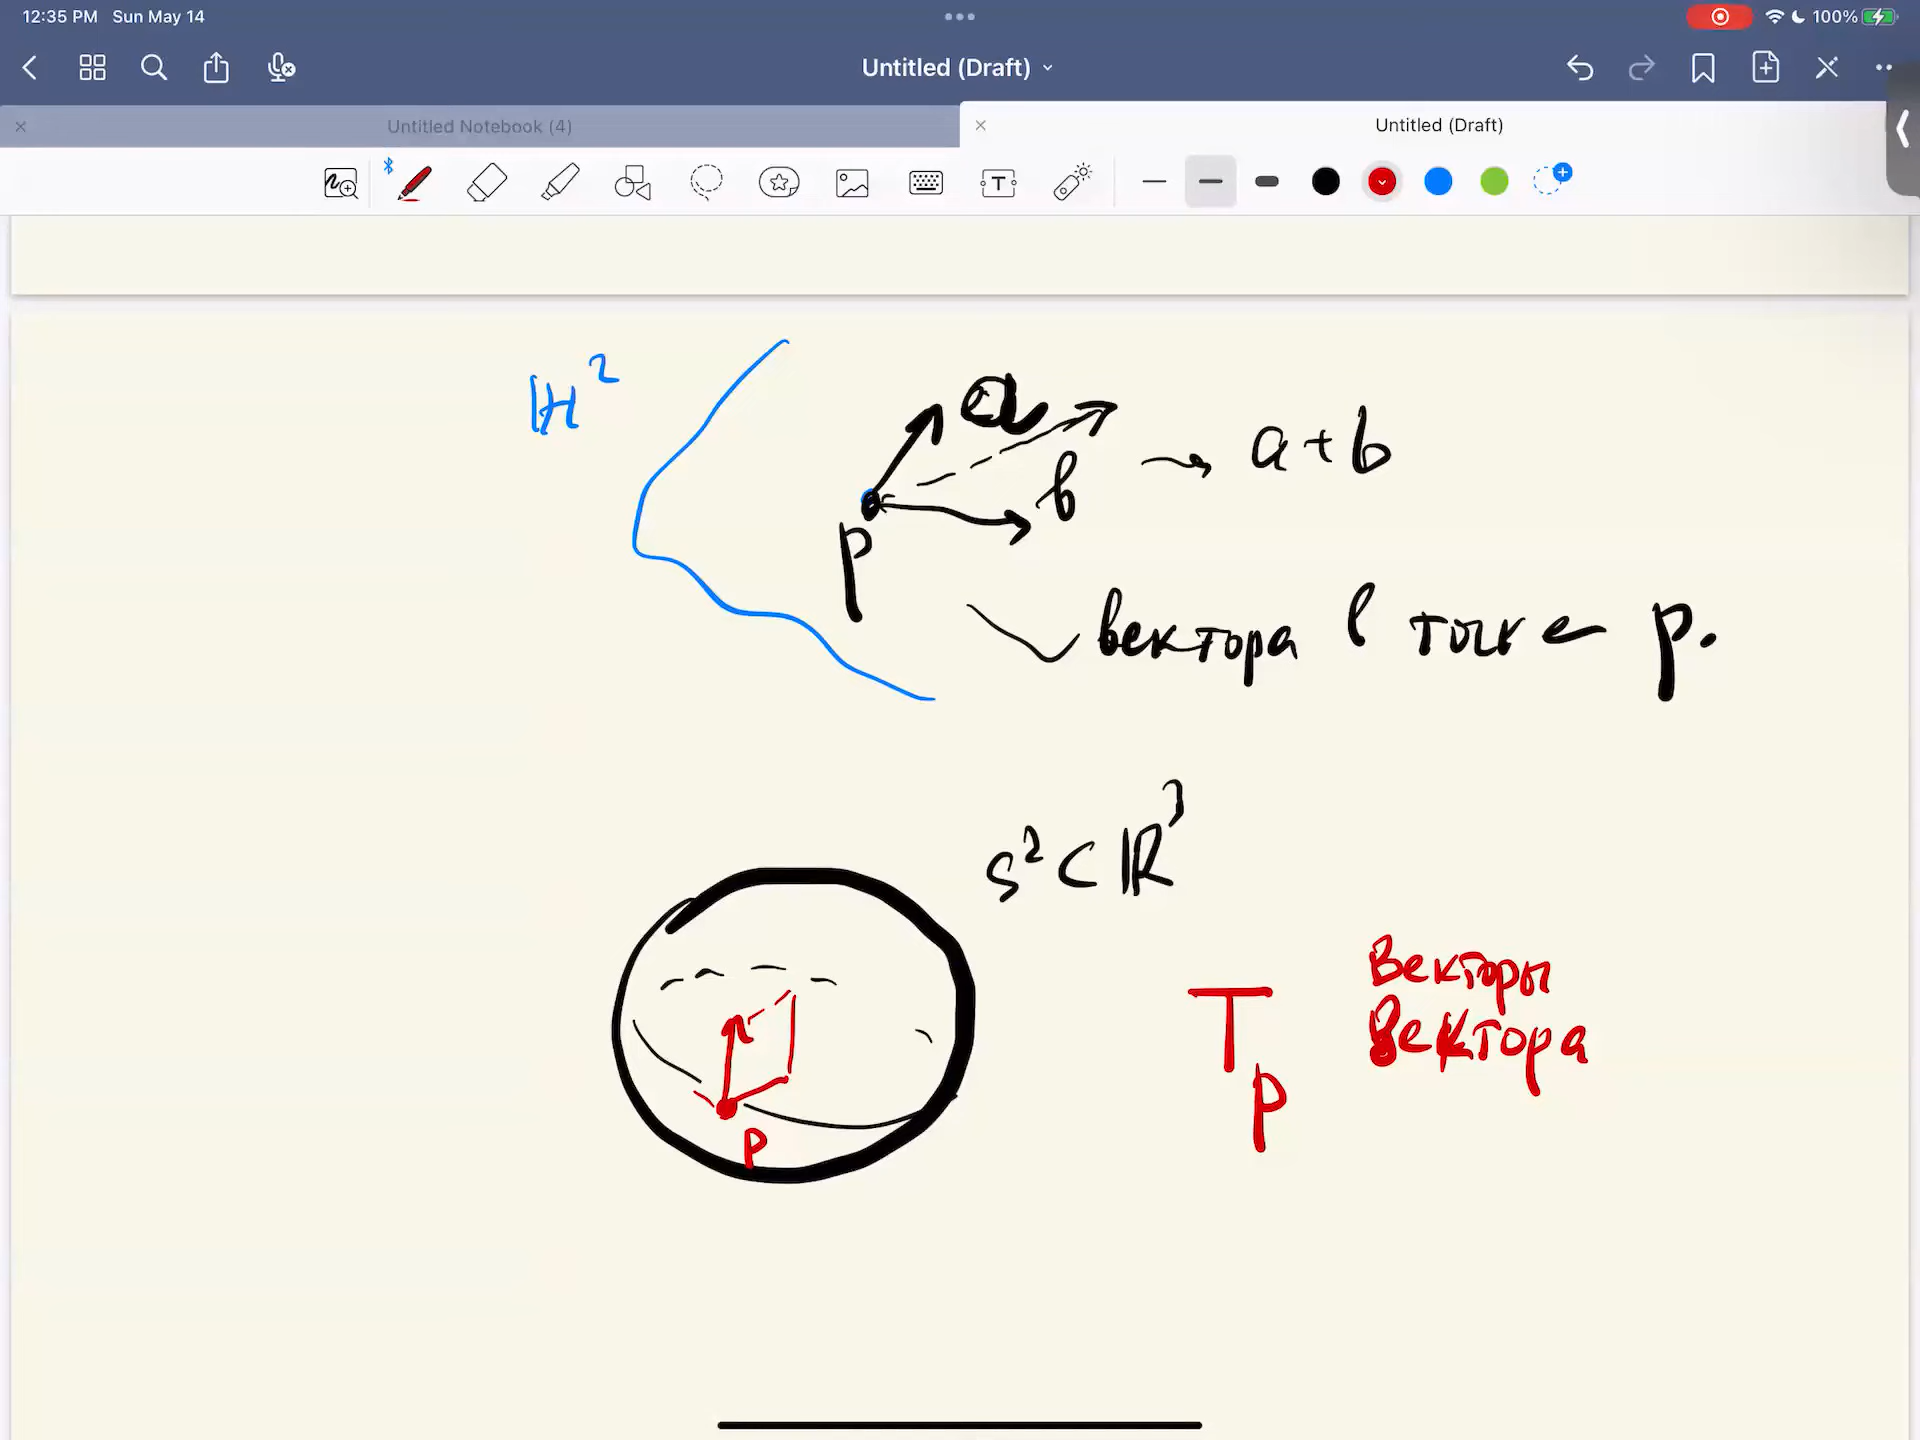 12:35 PM Sun May 14
100%
Untitled (Draft)
Untitled Notebook (4)
Untitled (Draft)
T
H²
a
b
→ a+b
p
вектора в точке p.
S² ⊂ ℝ³
Векторы
T
p
Вектора
p